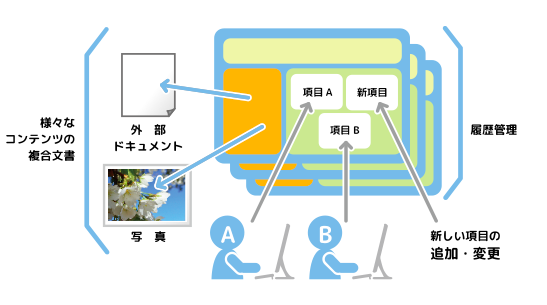 様々な
コンテンツの
複合文書
外 部
ドキュメント
写 真
項目 A
新項目
項目 B
履歴管理
A
B
新しい項目の
追加・変更